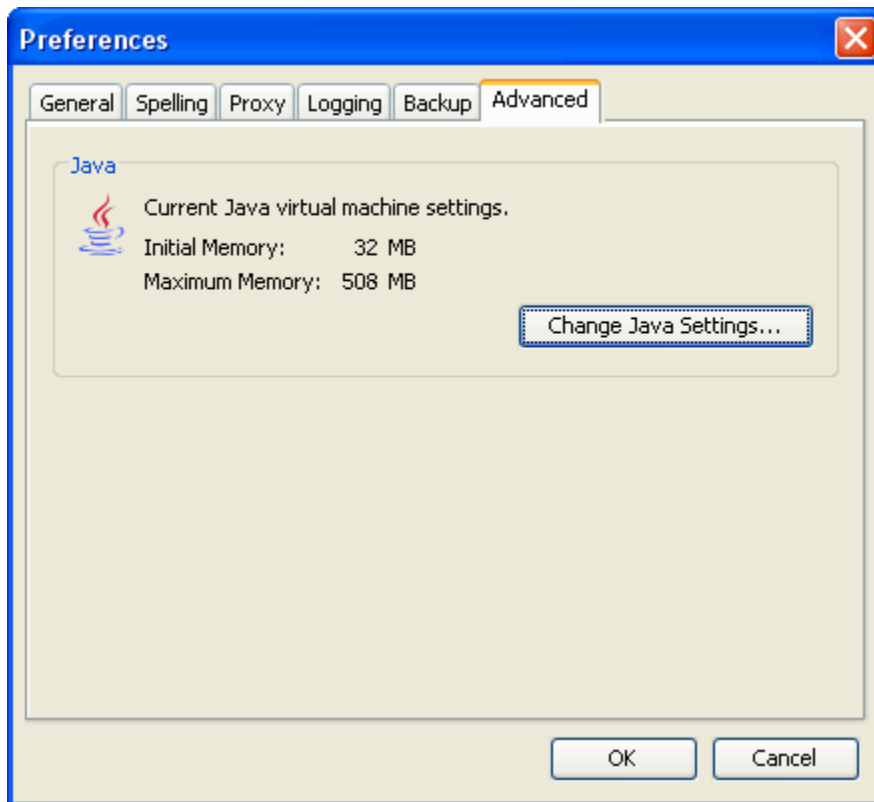 Preferences
General Spelling Proxy Logging Backup Advanced
Java
Current Java virtual machine settings.
Initial Memory: 32 MB
Maximum Memory: 508 MB
Change Java Settings...
OK Cancel